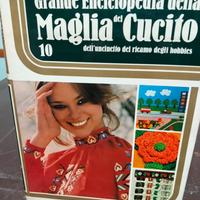 Grande Enciclopedia della
Maglia del Cucito
10
dell'uncinetto del ricamo degli hobbies